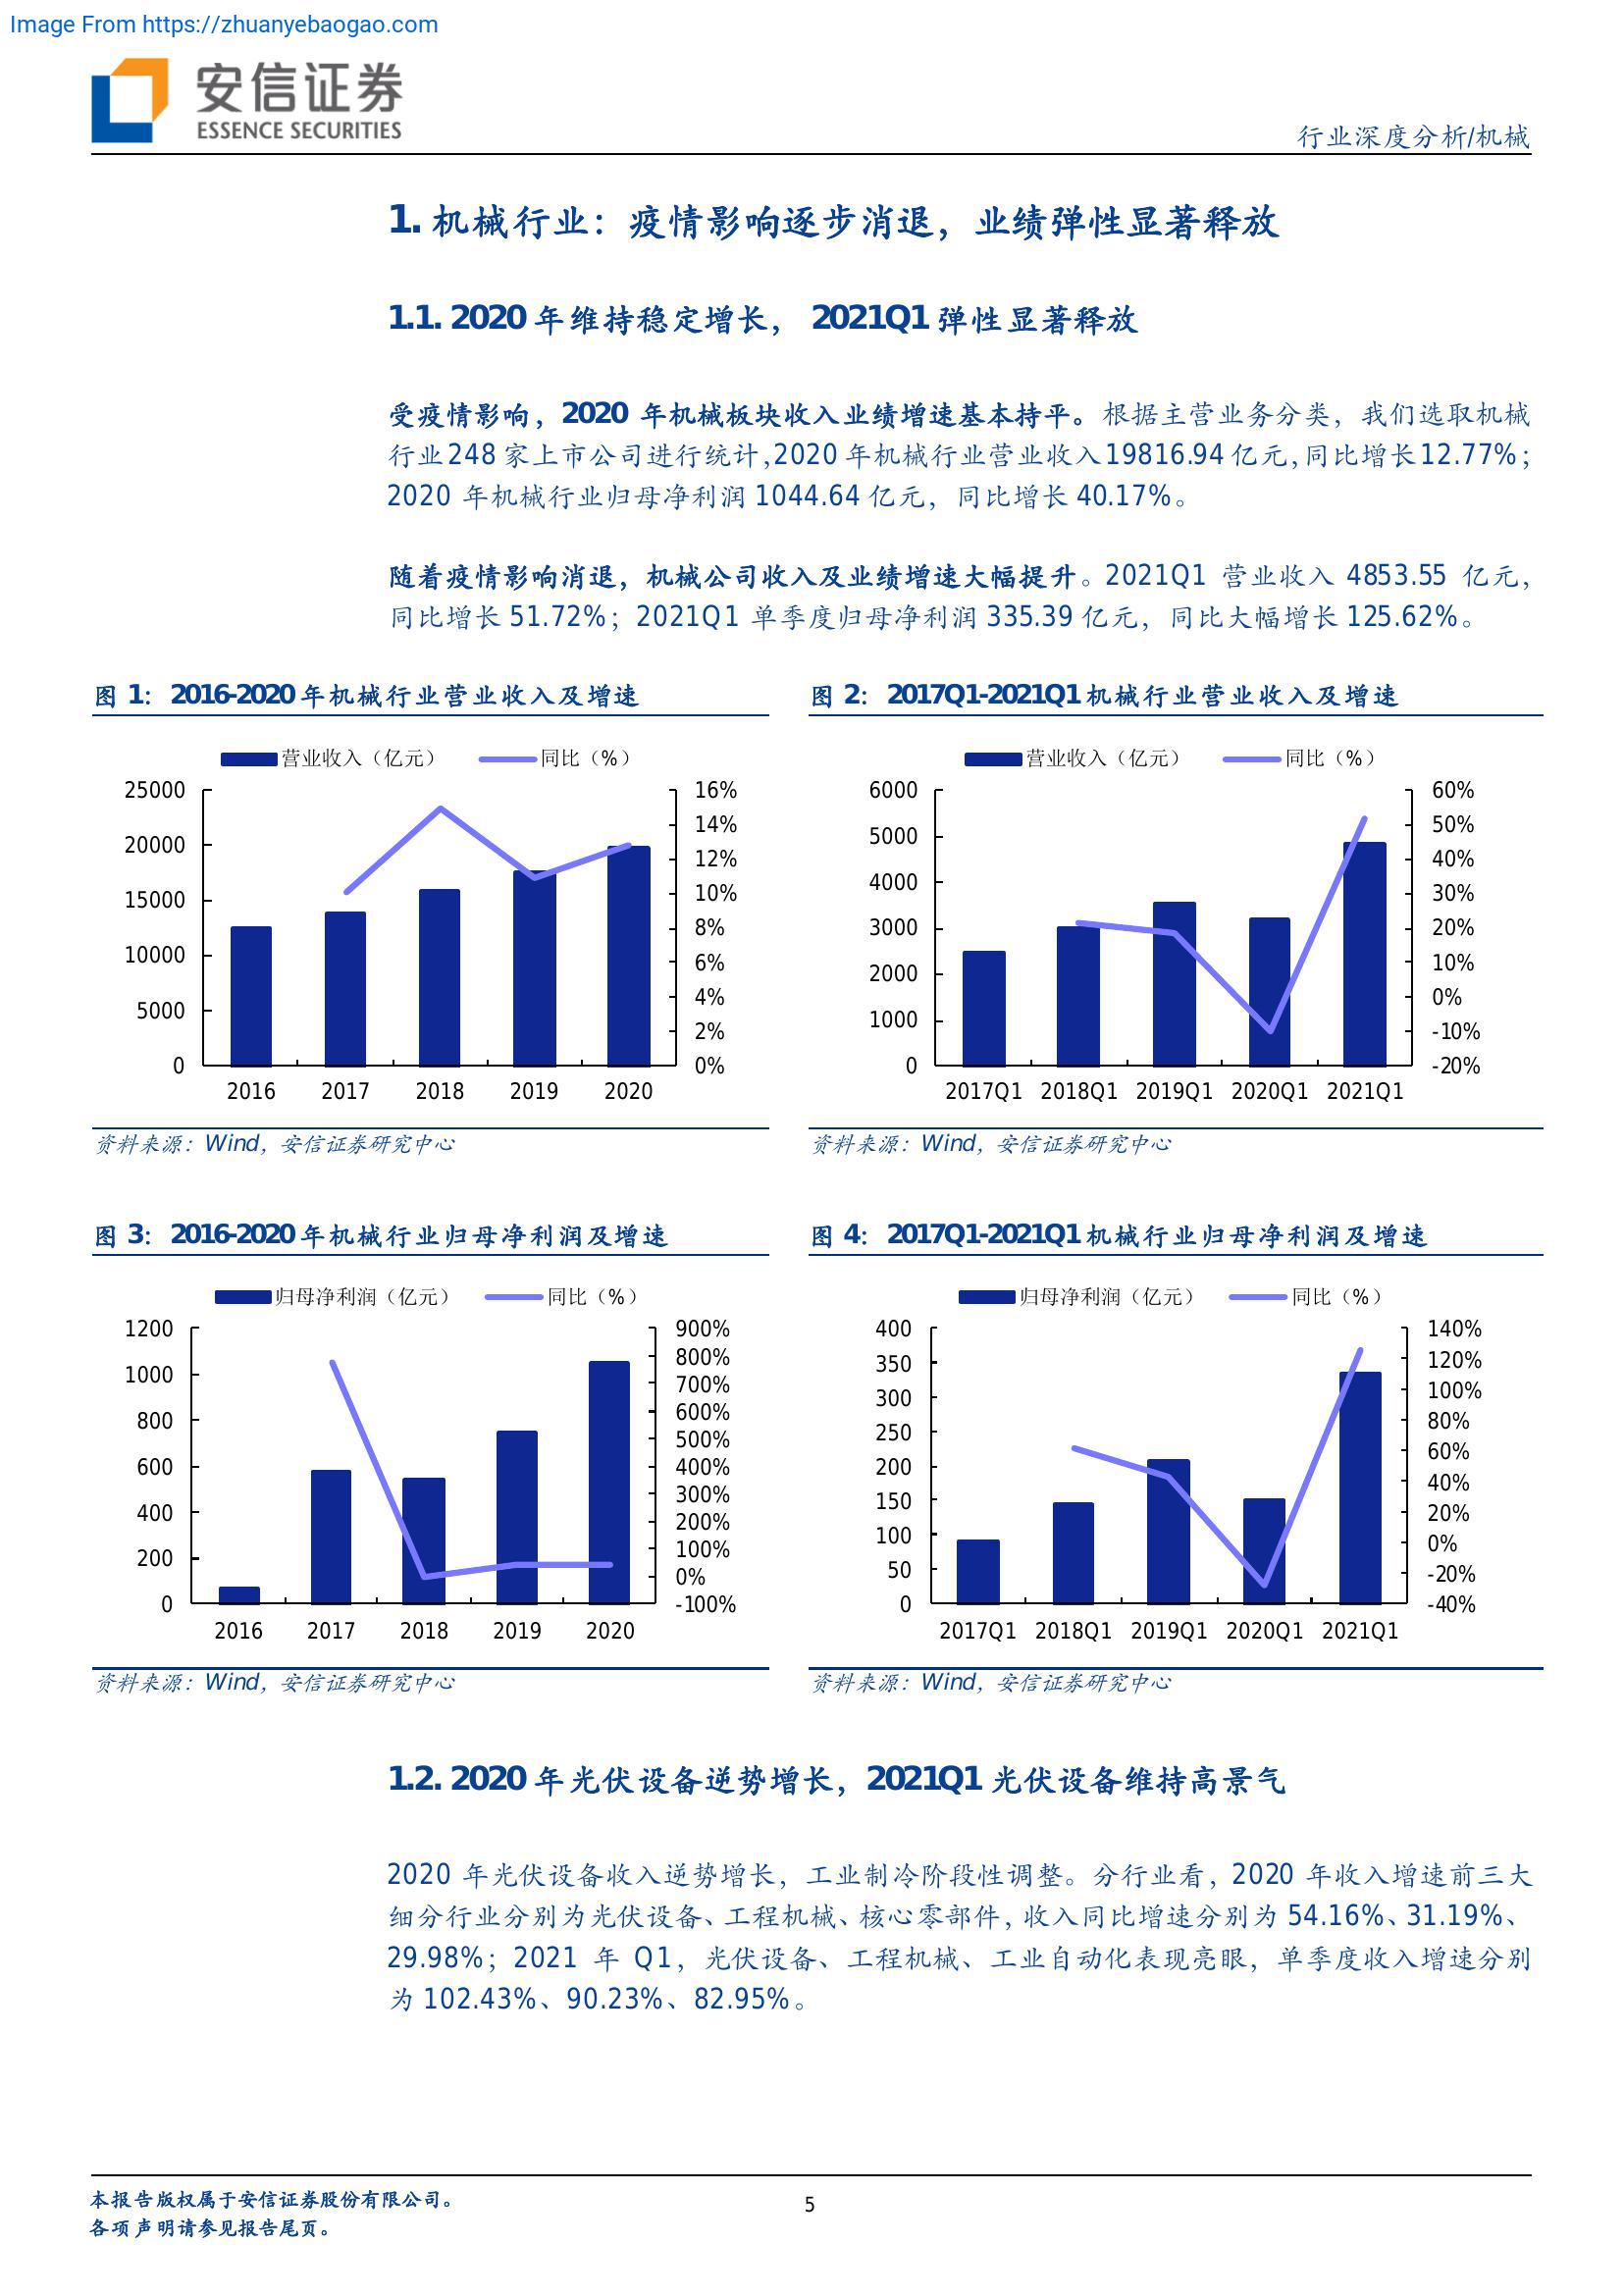 Image From https://zhuanyebaogao.com
安信证券
ESSENCE SECURITIES
行业深度分析/机械
1. 机械行业：疫情影响逐步消退，业绩弹性显著释放
1.1. 2020 年维持稳定增长， 2021Q1 弹性显著释放
受疫情影响，2020 年机械板块收入业绩增速基本持平。根据主营业务分类，我们选取机械
行业 248 家上市公司进行统计，2020 年机械行业营业收入 19816.94 亿元，同比增长 12.77%；
2020 年机械行业归母净利润 1044.64 亿元，同比增长 40.17%。
随着疫情影响消退，机械公司收入及业绩增速大幅提升。2021Q1 营业收入 4853.55 亿元，
同比增长 51.72%；2021Q1 单季度归母净利润 335.39 亿元，同比大幅增长 125.62%。
图 1：2016-2020 年机械行业营业收入及增速
营业收入（亿元） 同比（%）
25000
20000
15000
10000
5000
0
16%
14%
12%
10%
8%
6%
4%
2%
0%
2016 2017 2018 2019 2020
资料来源：Wind，安信证券研究中心
图 2：2017Q1-2021Q1 机械行业营业收入及增速
营业收入（亿元） 同比（%）
6000
5000
4000
3000
2000
1000
0
60%
50%
40%
30%
20%
10%
0%
-10%
-20%
2017Q1 2018Q1 2019Q1 2020Q1 2021Q1
资料来源：Wind，安信证券研究中心
图 3：2016-2020 年机械行业归母净利润及增速
归母净利润（亿元） 同比（%）
1200
1000
800
600
400
200
0
900%
800%
700%
600%
500%
400%
300%
200%
100%
0%
-100%
2016 2017 2018 2019 2020
资料来源：Wind，安信证券研究中心
图 4：2017Q1-2021Q1 机械行业归母净利润及增速
归母净利润（亿元） 同比（%）
400
350
300
250
200
150
100
50
0
140%
120%
100%
80%
60%
40%
20%
0%
-20%
-40%
2017Q1 2018Q1 2019Q1 2020Q1 2021Q1
资料来源：Wind，安信证券研究中心
1.2. 2020 年光伏设备逆势增长，2021Q1 光伏设备维持高景气
2020 年光伏设备收入逆势增长，工业制冷阶段性调整。分行业看，2020 年收入增速前三大
细分行业分别为光伏设备、工程机械、核心零部件，收入同比增速分别为 54.16%、31.19%、
29.98%；2021 年 Q1，光伏设备、工程机械、工业自动化表现亮眼，单季度收入增速分别
为 102.43%、90.23%、82.95%。
本报告版权属于安信证券股份有限公司。
各项声明请参见报告尾页。
5